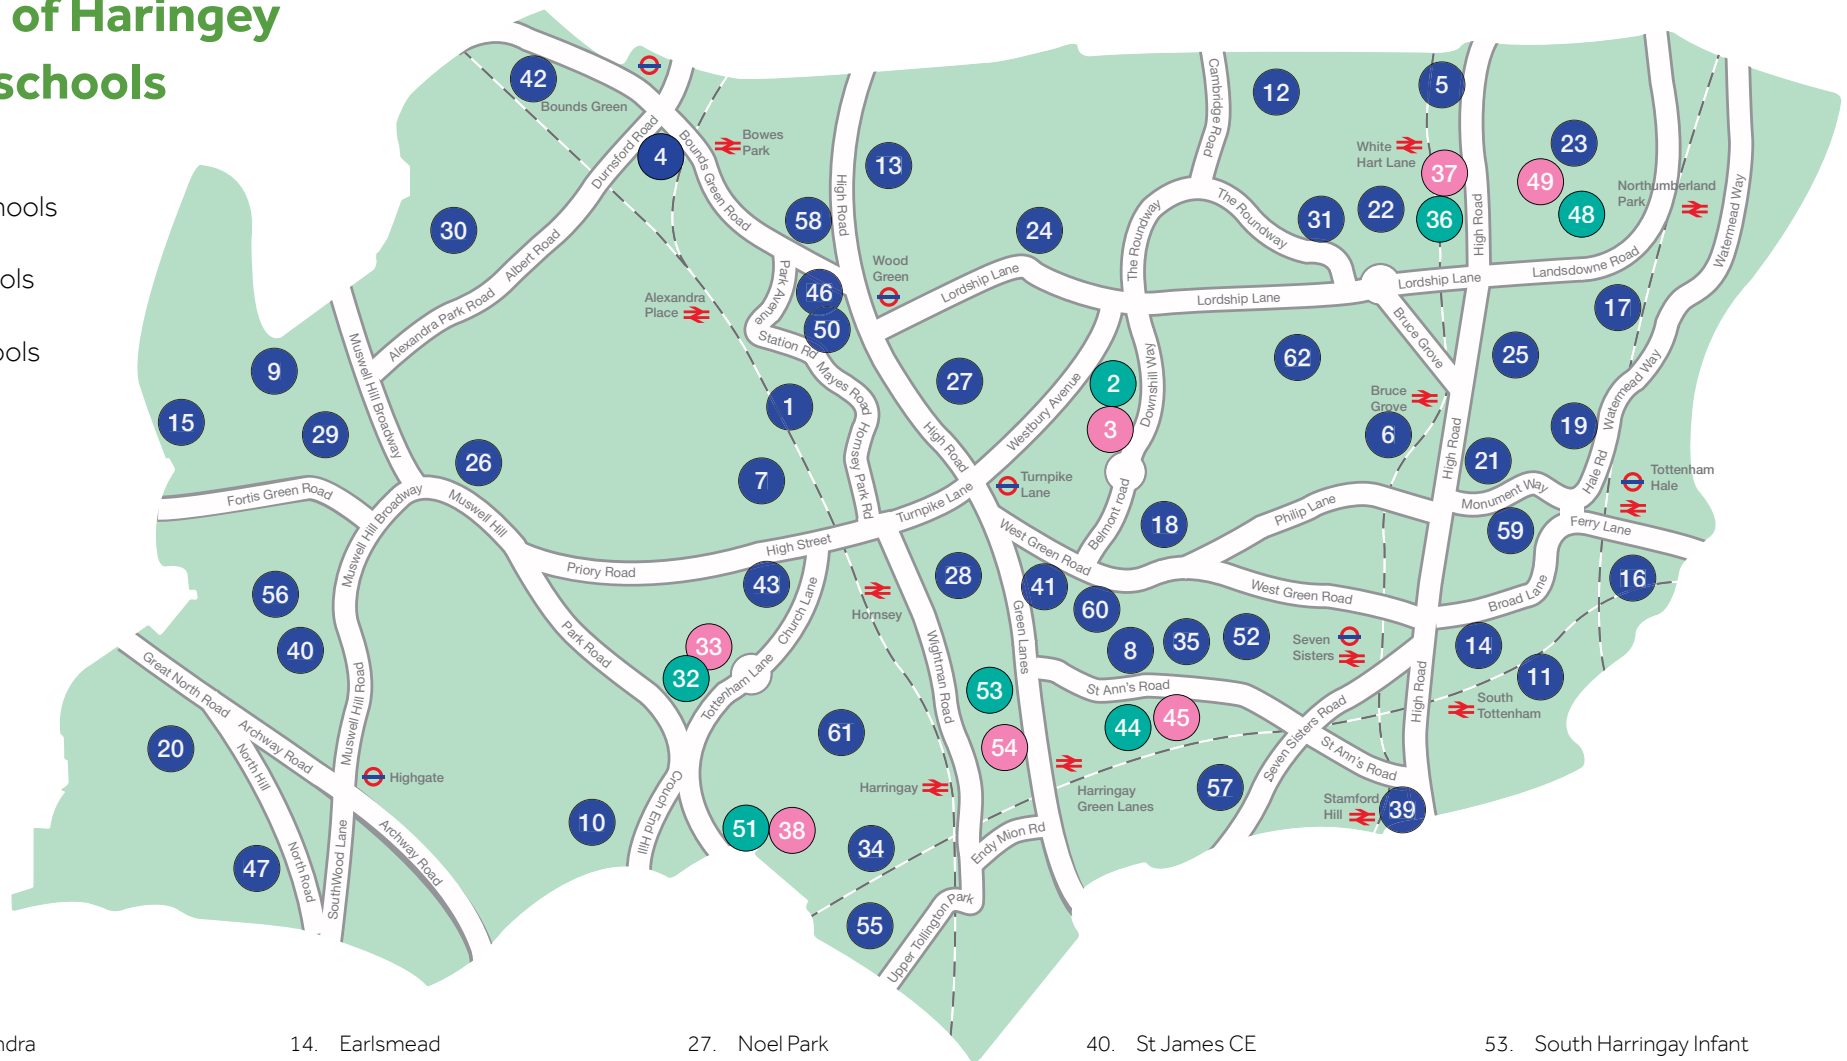 of Haringey
schools
42
Bounds Green
Cambridge Road
12
5
Bowes
Park
Durnsford Road
4
Bounds Green Road
13
High Road
White
Hart Lane
37
23
49
Northumberland
Park
48
36
22
31
High Road
Watermead Way
30
58
24
The Roundway
The Roundway
Albert Road
Park Avenue
Wood
Green
Lordship Lane
Lordship Lane
Lordship Lane
Landsdowne Road
Alexandra
Place
46
50
17
Alexandra Park Road
Station Rd
Mayes Road
Bruce Grove
25
62
Muswell Hill Broadway
9
27
2
Downshill Way
3
Westbury Avenue
Bruce
Grove
6
Watermead Way
19
15
29
1
Hornsey Park Rd
High Road
High Road
21
26
7
Turnpike
Lane
Hale Rd
Tottenham
Hale
Fortis Green Road
Muswell Hill Broadway
Muswell Hill
Turnpike Lane
Belmont road
18
Philip Lane
Monument Way
59
Ferry Lane
High Street
Priory Road
West Green Road
43
Church Lane
Hornsey
28
41
60
West Green Road
Broad Lane
16
56
40
Park Road
33
32
Tottenham Lane
Wightman Road
Green Lanes
8
35
52
Seven
Sisters
14
11
Great North Road
Muswell Hill Road
53
St Ann's Road
44
45
High Road
South
Tottenham
Archway Road
20
North Hill
61
54
Seven Sisters Road
St Ann's Road
Highgate
Harringay
Harringay
Green Lanes
57
Stamford
Hill
39
10
Crouch End Hill
51
38
34
Endy Mion Rd
47
North Road
SouthWood Lane
Archway Road
55
Upper Tollington Park
14. Earlsmead
27. Noel Park
40. St James CE
53. South Harringay Infant